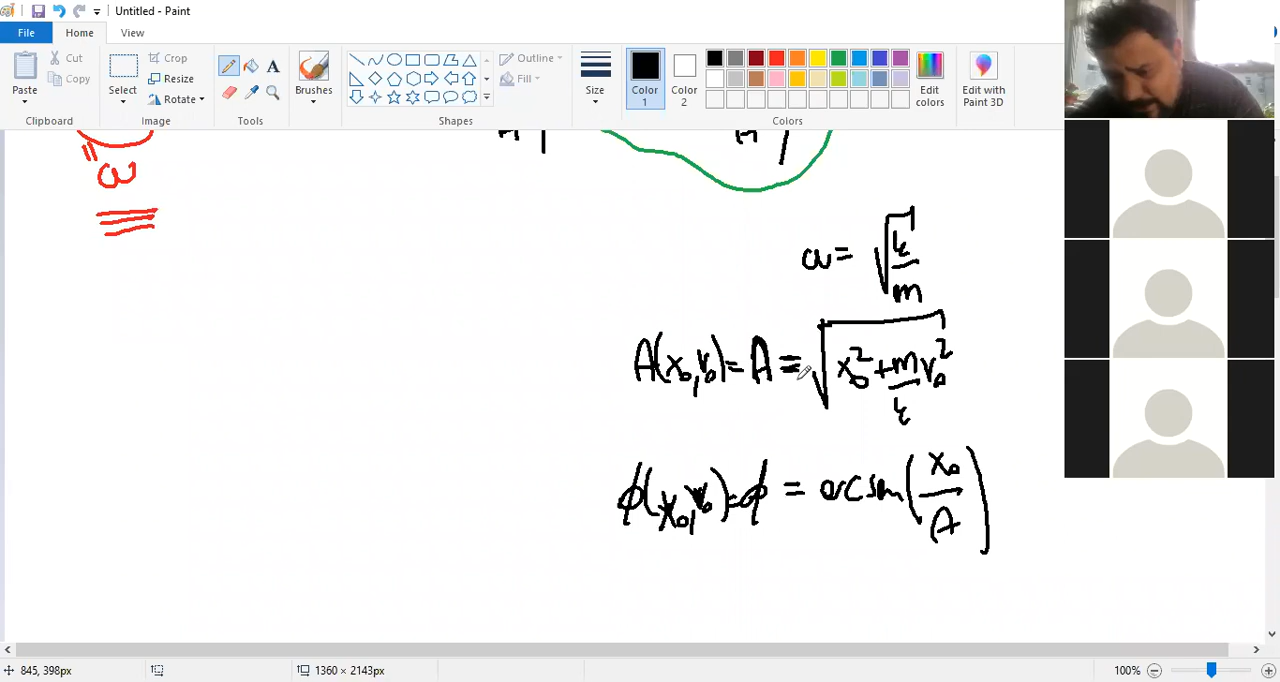 Untitled - Paint
File Home View
Paste
Cut
Copy
Clipboard
Select
Crop
Resize
Rotate
Image
Tools
Brushes
Outline
Fill
Shapes
Size
Color 1
Color 2
Edit colors
Colors
Edit with Paint 3D
ω
ω = √(k/m)
A(x₀,v₀) = A = √(x₀² + m/k v₀²)
ϕ(x₀,v₀) = ϕ = arcsin(x₀/A)
845, 398px
1360 × 2143px
100%